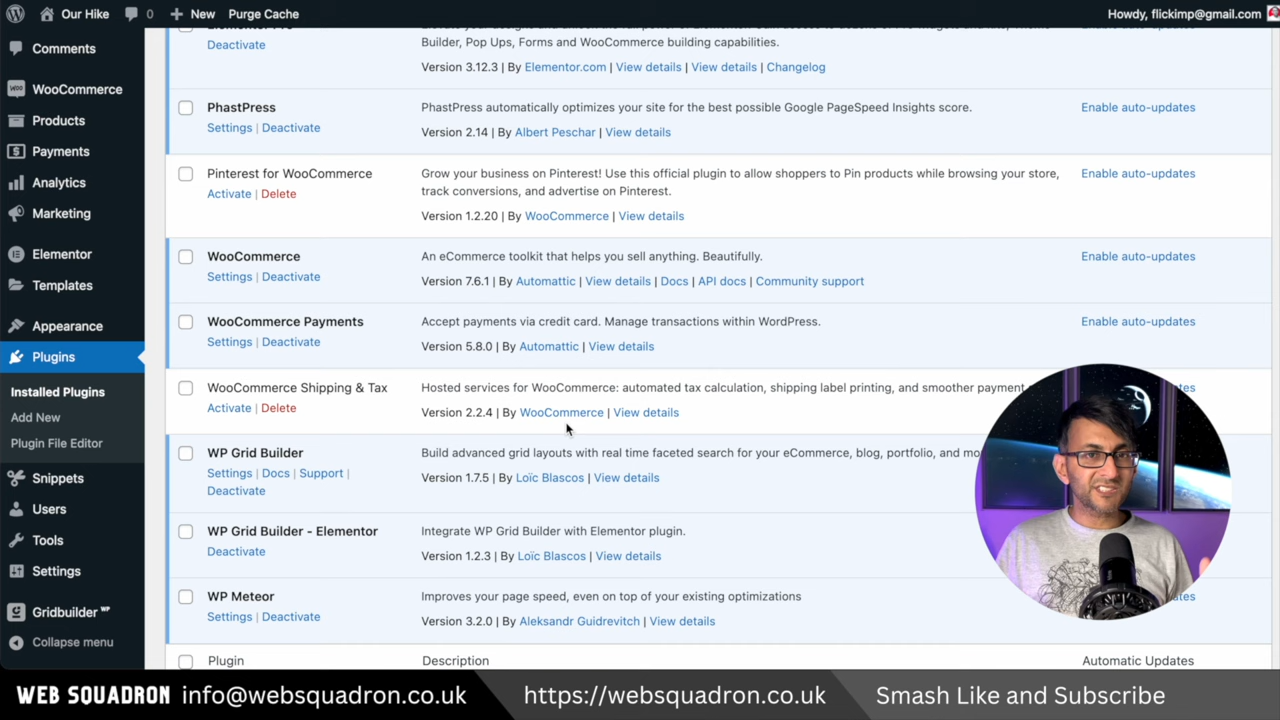 Our Hike 0 New Purge Cache Howdy, flickimp@gmail.com
Comments
WooCommerce
Products
Payments
Analytics
Marketing
Elementor
Templates
Appearance
Plugins
Installed Plugins
Add New
Plugin File Editor
Snippets
Users
Tools
Settings
Gridbuilder WP
Collapse menu
Deactivate
Builder, Pop Ups, Forms and WooCommerce building capabilities.
Version 3.12.3 | By Elementor.com | View details | View details | Changelog
PhastPress
Settings | Deactivate
PhastPress automatically optimizes your site for the best possible Google PageSpeed Insights score.
Version 2.14 | By Albert Peschar | View details
Enable auto-updates
Pinterest for WooCommerce
Activate | Delete
Grow your business on Pinterest! Use this official plugin to allow shoppers to Pin products while browsing your store,
track conversions, and advertise on Pinterest.
Version 1.2.20 | By WooCommerce | View details
Enable auto-updates
WooCommerce
Settings | Deactivate
An eCommerce toolkit that helps you sell anything. Beautifully.
Version 7.6.1 | By Automattic | View details | Docs | API docs | Community support
Enable auto-updates
WooCommerce Payments
Settings | Deactivate
Accept payments via credit card. Manage transactions within WordPress.
Version 5.8.0 | By Automattic | View details
Enable auto-updates
WooCommerce Shipping & Tax
Activate | Delete
Hosted services for WooCommerce: automated tax calculation, shipping label printing, and smoother payment
Version 2.2.4 | By WooCommerce | View details
WP Grid Builder
Settings | Docs | Support |
Deactivate
Build advanced grid layouts with real time faceted search for your eCommerce, blog, portfolio, and
Version 1.7.5 | By Loïc Blascos | View details
WP Grid Builder - Elementor
Deactivate
Integrate WP Grid Builder with Elementor plugin.
Version 1.2.3 | By Loïc Blascos | View details
WP Meteor
Settings | Deactivate
Improves your page speed, even on top of your existing optimizations
Version 3.2.0 | By Aleksandr Guidrevitch | View details
Plugin Description Automatic Updates
WEB SQUADRON info@websquadron.co.uk https://websquadron.co.uk Smash Like and Subscribe